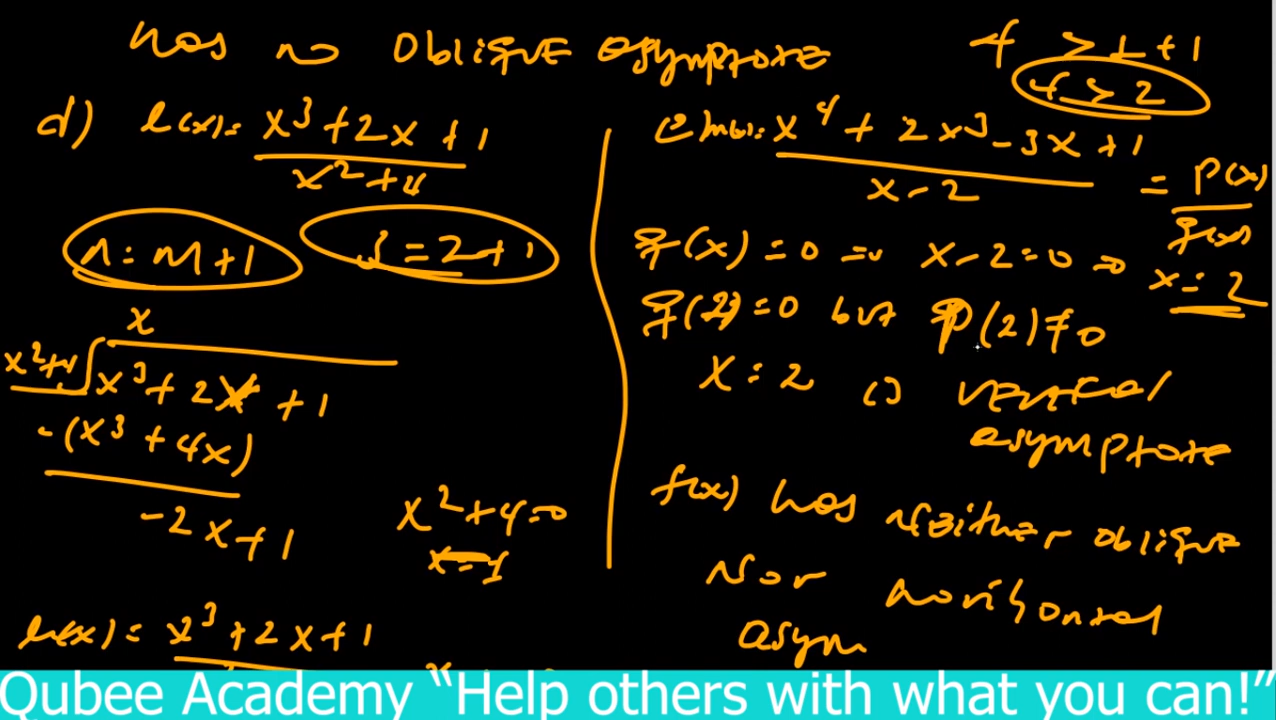 has no oblique asymptote
4 > 1 + 1
4 > 2
d) l(x) = x³ + 2x + 1
x² + 4
n = m + 1
3 = 2 + 1
x
x² + 4
x³ + 2x + 1
- (x³ + 4x)
-2x + 1
x² + 4 = 0
l(x) = x³ + 2x + 1
e) m(x) = x⁴ + 2x³ - 3x + 1
x - 2
= P(x)
q(x)
q(x) = 0 => x - 2 = 0 =>
x = 2
q(2) = 0 but P(2) ≠ 0
x = 2 is vertical
asymptote
f(x) has neither oblique
Nor horizontal
asym
Qubee Academy “Help others with what you can!”